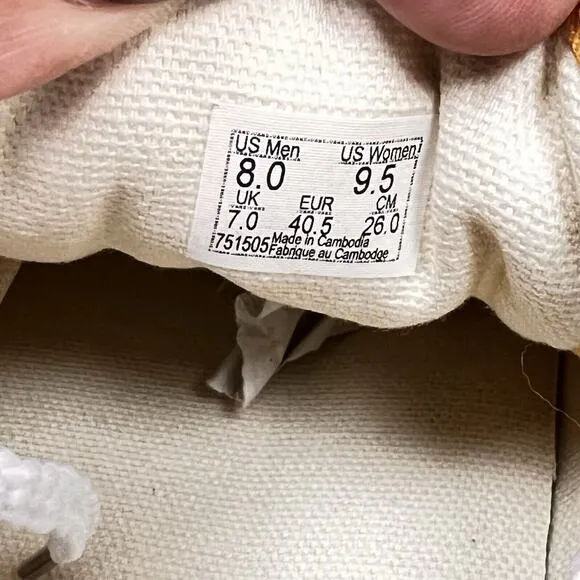 US Men US Women
8.0 9.5
UK EUR CM
7.0 40.5 26.0
751505 Made in Cambodia
Fabrique au Cambodge